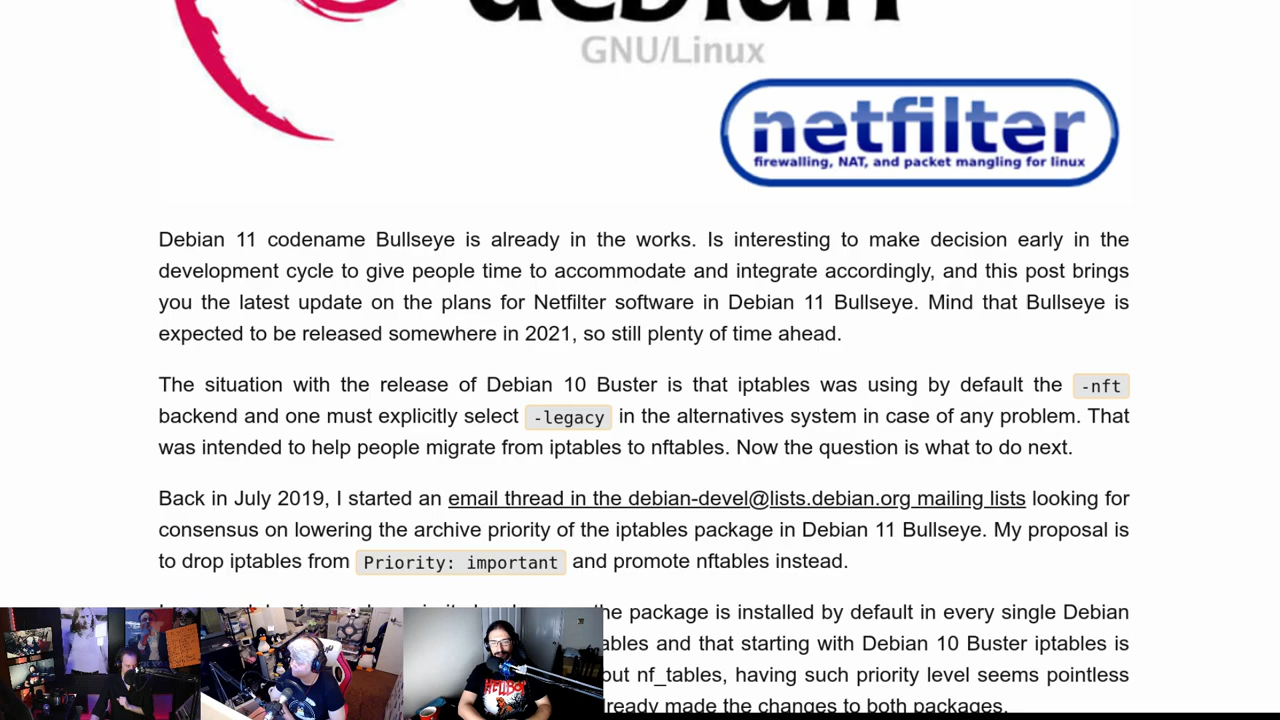 debian
GNU/Linux
netfilter
firewalling, NAT, and packet mangling for linux
Debian 11 codename Bullseye is already in the works. Is interesting to make decision early in the
development cycle to give people time to accommodate and integrate accordingly, and this post brings
you the latest update on the plans for Netfilter software in Debian 11 Bullseye. Mind that Bullseye is
expected to be released somewhere in 2021, so still plenty of time ahead.
The situation with the release of Debian 10 Buster is that iptables was using by default the -nft
backend and one must explicitly select -legacy in the alternatives system in case of any problem. That
was intended to help people migrate from iptables to nftables. Now the question is what to do next.
Back in July 2019, I started an email thread in the debian-devel@lists.debian.org mailing lists looking for
consensus on lowering the archive priority of the iptables package in Debian 11 Bullseye. My proposal is
to drop iptables from Priority: important and promote nftables instead.
the package is installed by default in every single Debian
ables and that starting with Debian 10 Buster iptables is
out nf_tables, having such priority level seems pointless
lready made the changes to both packages.
HELLBOY